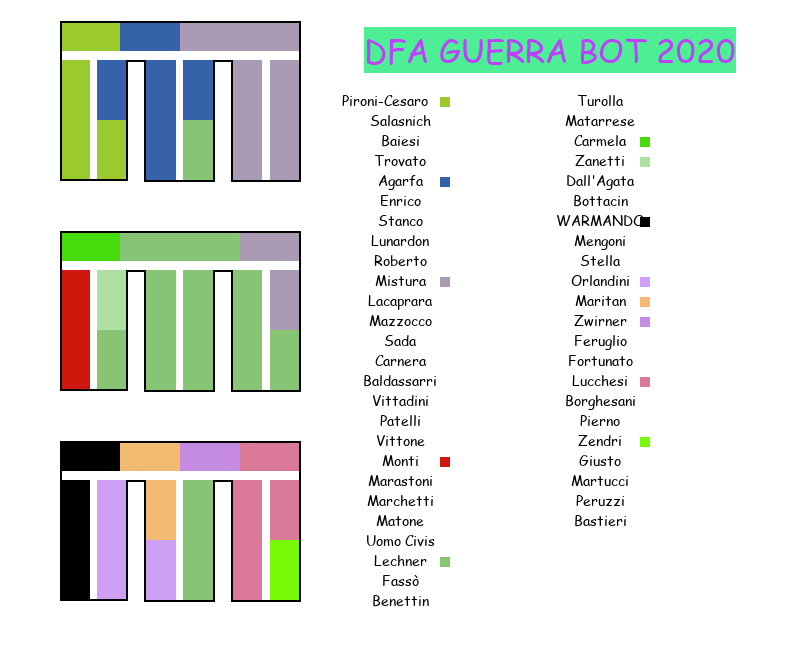 DFA GUERRA BOT 2020
Pironi-Cesaro
Salasnich
Baiesi
Trovato
Agarfa
Enrico
Stanco
Lunardon
Roberto
Mistura
Lacaprara
Mazzocco
Sada
Carnera
Baldassarri
Vittadini
Patelli
Vittone
Monti
Marastoni
Marchetti
Matone
Uomo Civis
Lechner
Fassò
Benettin
Turolla
Matarrese
Carmela
Zanetti
Dall'Agata
Bottacin
WARMANDO
Mengoni
Stella
Orlandini
Maritan
Zwirner
Feruglio
Fortunato
Lucchesi
Borghesani
Pierno
Zendri
Giusto
Martucci
Peruzzi
Bastieri